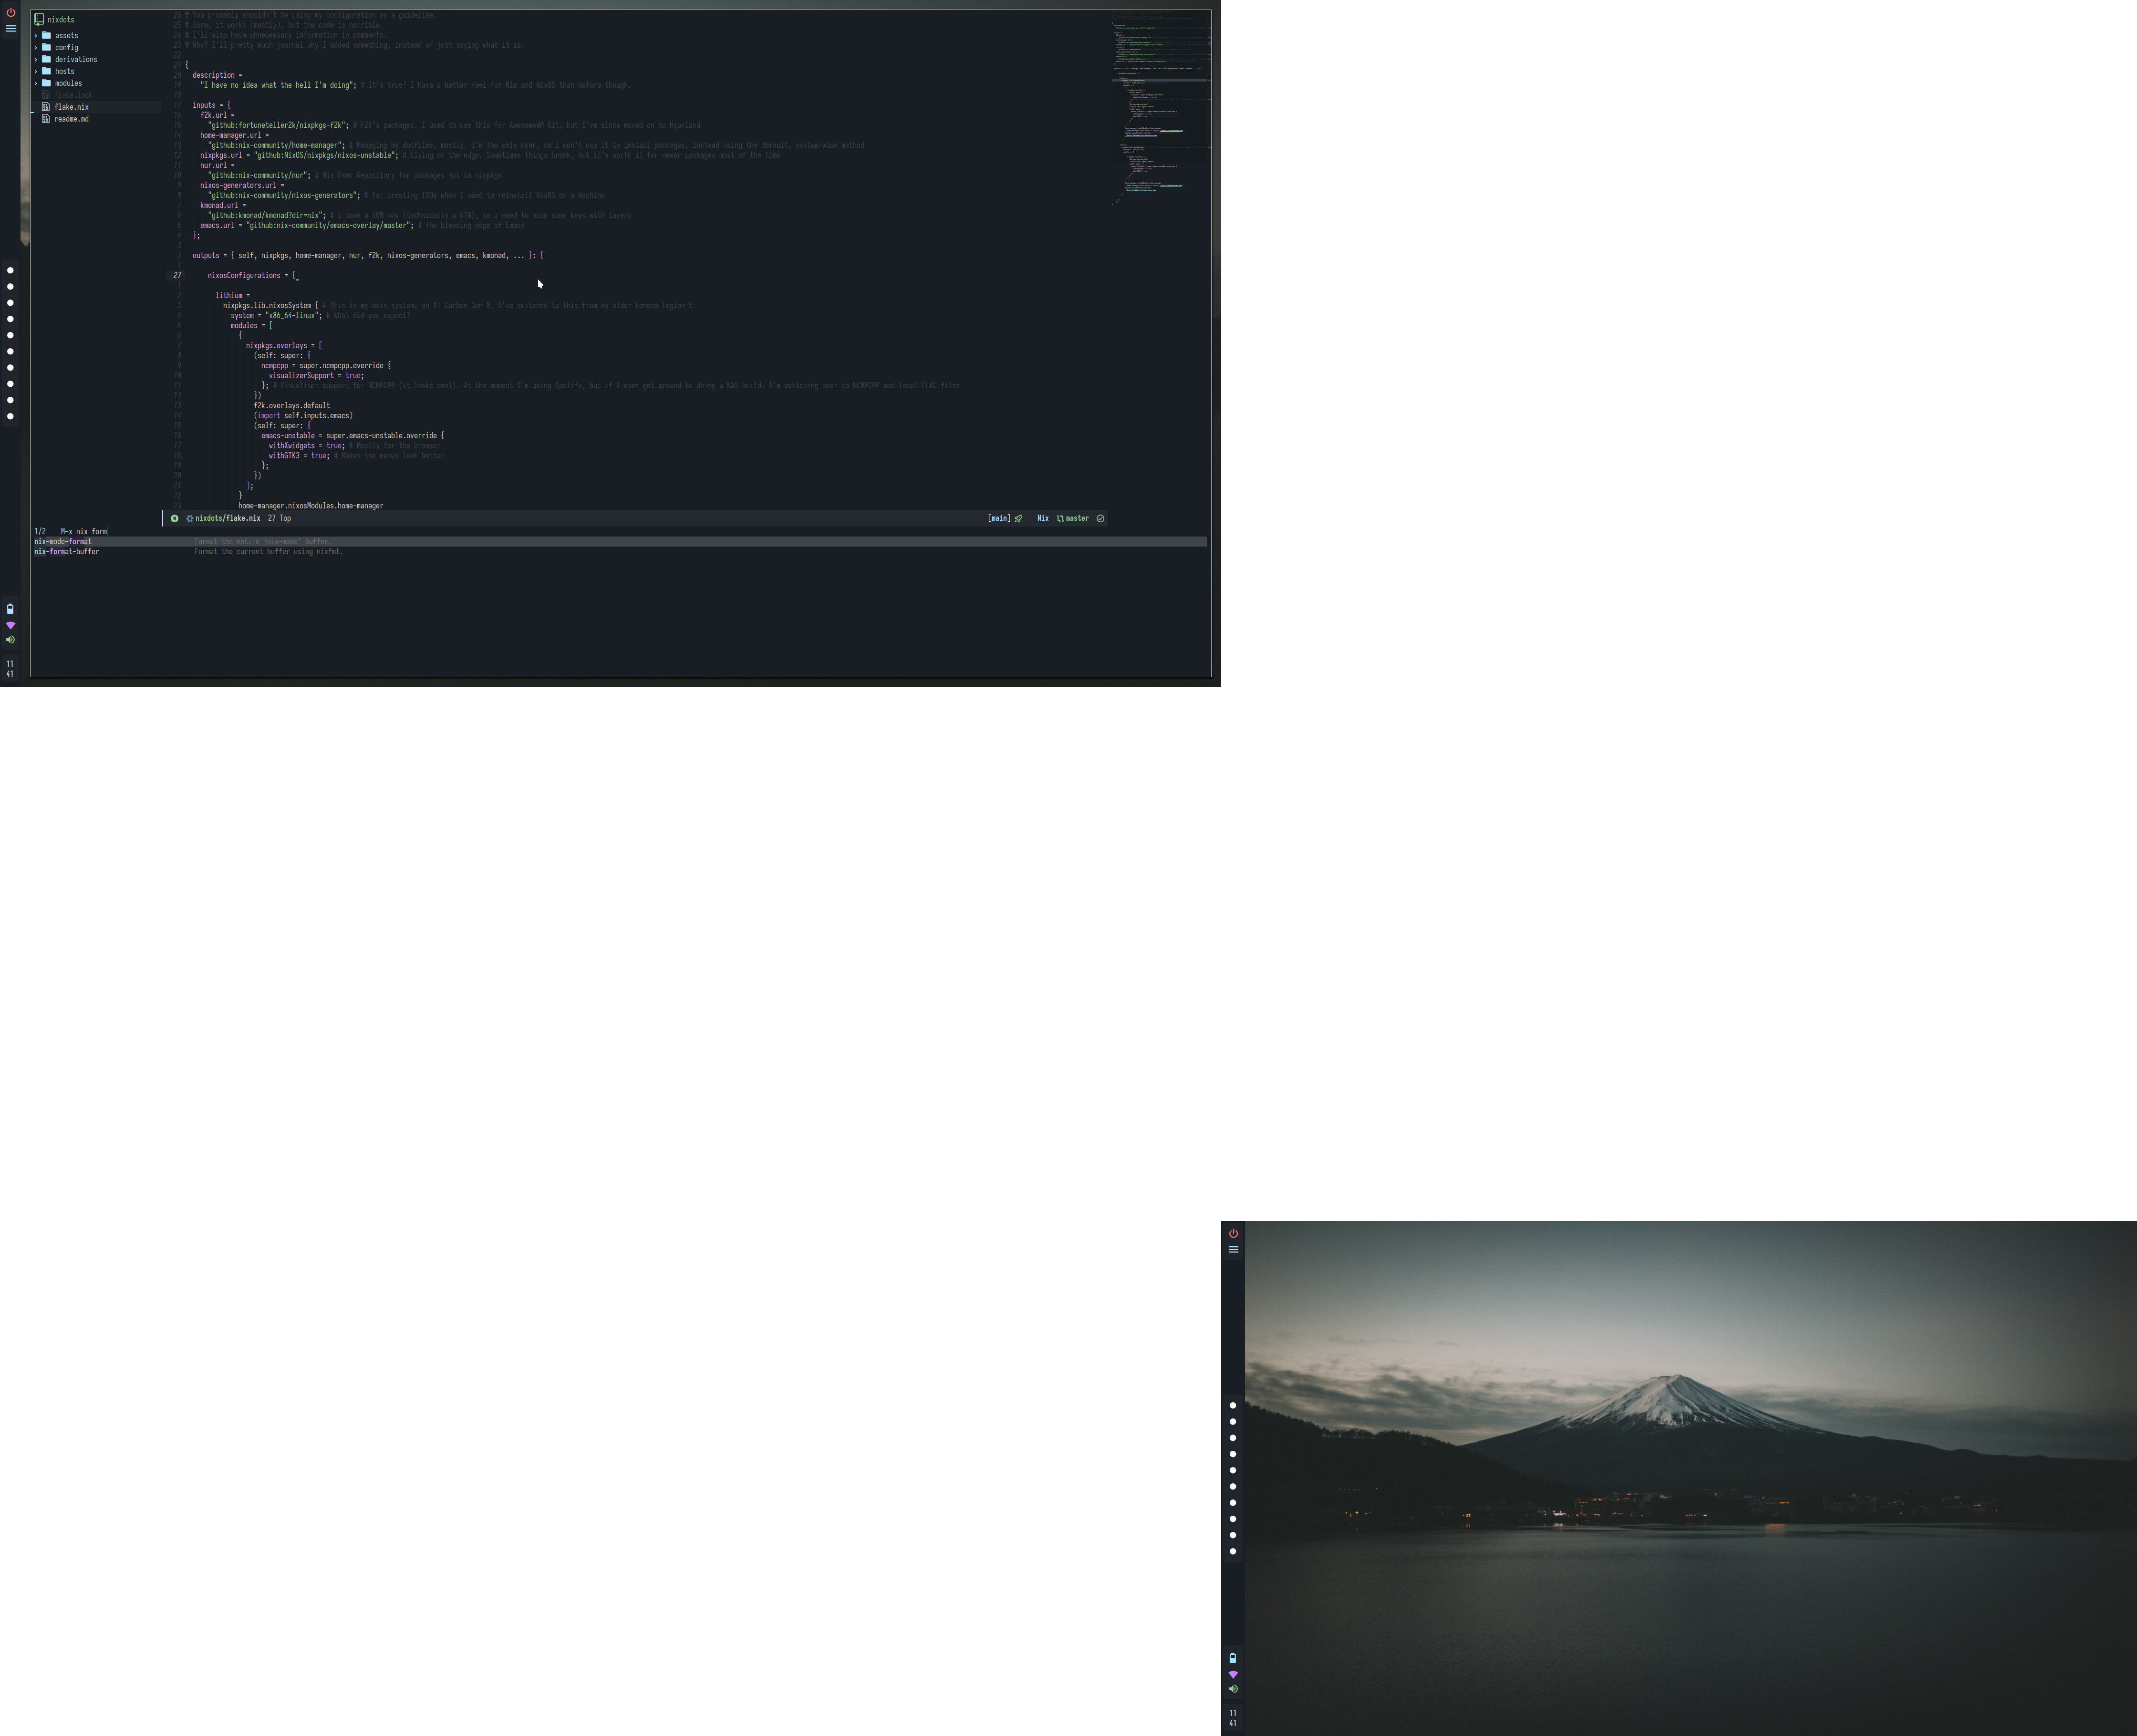 nixdots
assets
config
derivations
hosts
modules
flake.lock
flake.nix
readme.md
26 # You probably shouldn't be using my configuration as a guideline.
25 # Sure, it works (mostly), but the code is horrible.
24 # I'll also have unnecessary information in comments.
23 # Why? I'll pretty much journal why I added something, instead of just saying what it is.
22
21 {
20 description =
19 "I have no idea what the hell I'm doing"; # It's true! I have a better feel for Nix and NixOS than before though.
18
17 inputs = {
16 f2k.url =
15 "github:fortuneteller2k/nixpkgs-f2k"; # F2K's packages. I used to use this for AwesomeWM Git, but I've since moved on to Hyprland
14 home-manager.url =
13 "github:nix-community/home-manager"; # Managing my dotfiles, mostly. I'm the only user, so I don't use it to install packages, instead using the default, system-wide method
12 nixpkgs.url = "github:NixOS/nixpkgs/nixos-unstable"; # Living on the edge. Sometimes things break, but it's worth it for newer packages most of the time
11 nur.url =
10 "github:nix-community/nur"; # Nix User Repository for packages not in nixpkgs
9 nixos-generators.url =
8 "github:nix-community/nixos-generators"; # For creating ISOs when I need to reinstall NixOS on a machine
7 kmonad.url =
6 "github:kmonad/kmonad?dir=nix"; # I have a 60% now (technically a 61%), so I need to bind some keys with layers
5 emacs.url = "github:nix-community/emacs-overlay/master"; # The bleeding edge of Emacs
4 };
3
2 outputs = { self, nixpkgs, home-manager, nur, f2k, nixos-generators, emacs, kmonad, ... }: {
1
27 nixosConfigurations = {
1
2 lithium =
3 nixpkgs.lib.nixosSystem { # This is my main system, an X1 Carbon Gen 8. I've switched to this from my older Lenovo Legion 5
4 system = "x86_64-linux"; # What did you expect?
5 modules = [
6 {
7 nixpkgs.overlays = [
8 (self: super: {
9 ncmpcpp = super.ncmpcpp.override {
10 visualizerSupport = true;
11 }; # Visualizer support for NCMPCPP (it looks cool). At the moment I'm using Spotify, but if I ever get around to doing a NAS build, I'm switching over to NCMPCPP and local FLAC files
12 })
13 f2k.overlays.default
14 (import self.inputs.emacs)
15 (self: super: {
16 emacs-unstable = super.emacs-unstable.override {
17 withXwidgets = true; # Mostly for the browser
18 withGTK3 = true; # Makes the menus look better
19 };
20 })
21 ];
22 }
23 home-manager.nixosModules.home-manager
nixdots/flake.nix 27 Top [main] Nix master
1/2 M-x nix form
nix-mode-format Format the entire 'nix-mode' buffer.
nix-format-buffer Format the current buffer using nixfmt.
11
41
11
41